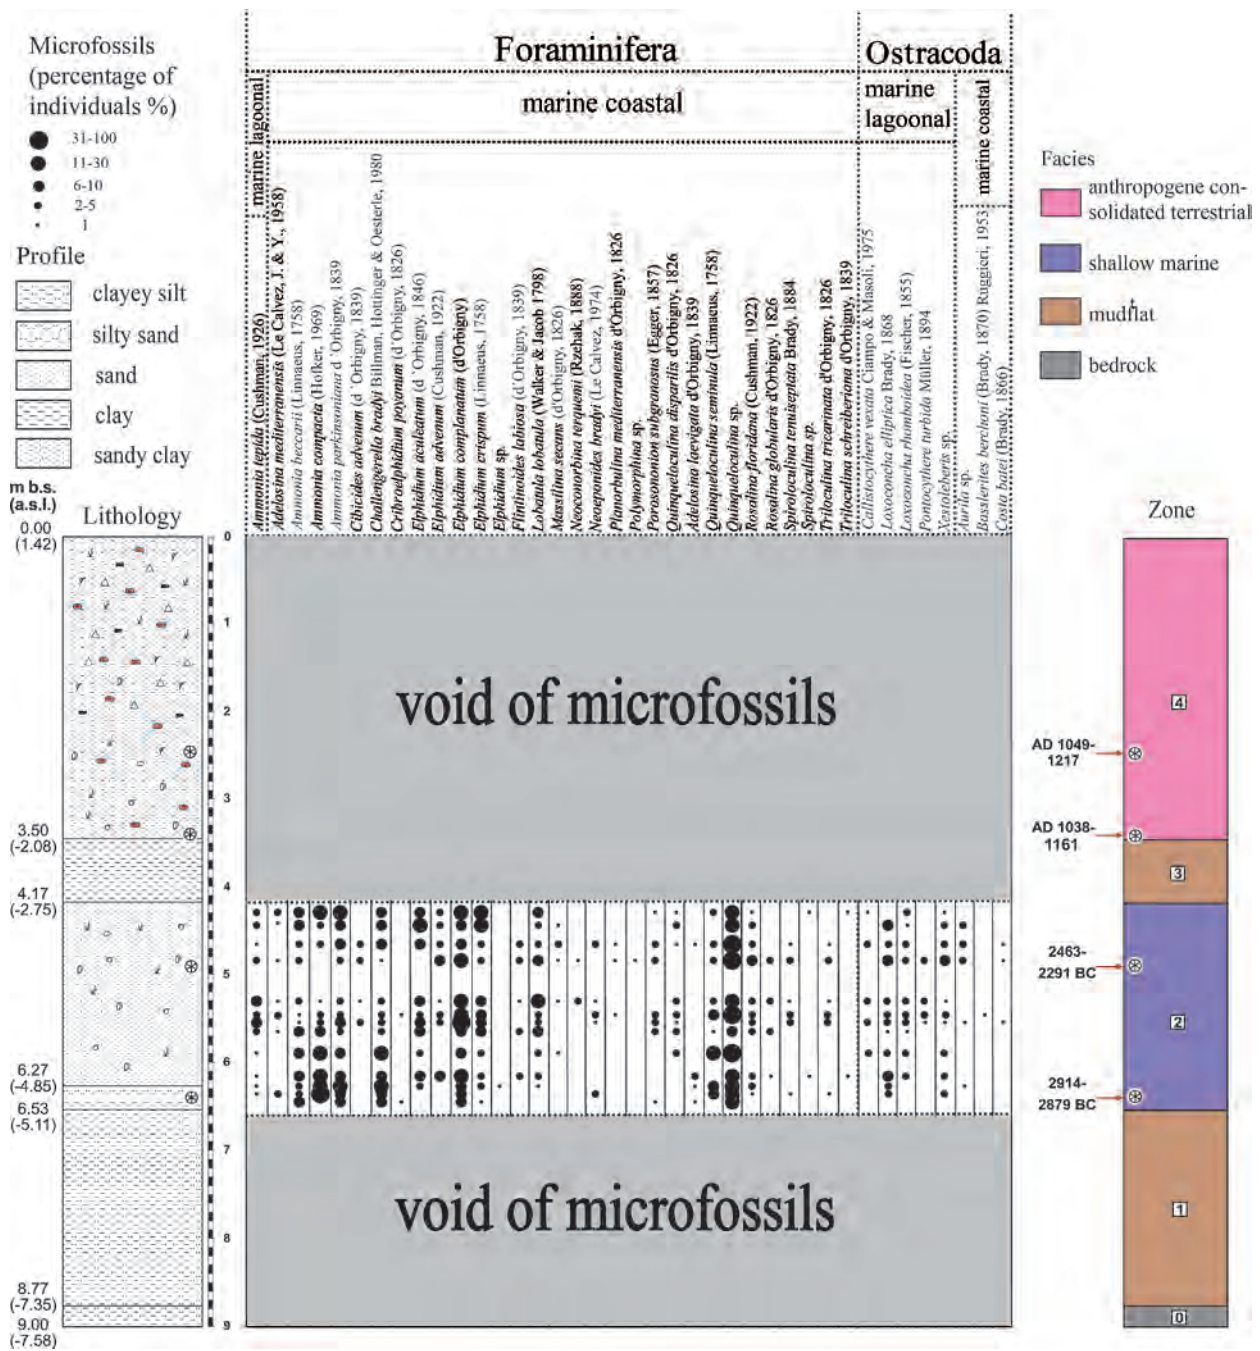 Microfossils
(percentage of
individuals %)
31-100
11-30
6-10
2-5
1
Profile
clayey silt
silty sand
sand
clay
sandy clay
m b.s.
(a.s.l.)
Lithology
0.00
(1.42)
3.50
(-2.08)
4.17
(-2.75)
6.27
(-4.85)
6.53
(-5.11)
8.77
(-7.35)
9.00
(-7.58)
0
1
2
3
4
5
6
7
8
9
Foraminifera
Ostracoda
marine lagoonal
marine coastal
marine
lagoonal
marine coastal
Ammonia tepida (Cushman, 1926)
Adelosina mediterranensis (Le Calvez, J. & Y., 1958)
Ammonia beccarii (Linnaeus, 1758)
Ammonia compacta (Hofker, 1969)
Ammonia parkinsoniana d´Orbigny, 1839
Cibicides advenum (d´Orbigny, 1839)
Challengerella bradyi Billman, Hottinger & Oesterle, 1980
Cribroelphidium poyanum (d´Orbigny, 1826)
Elphidium aculeatum (d´Orbigny, 1846)
Elphidium advenum (Cushman, 1922)
Elphidium complanatum (d'Orbigny)
Elphidium crispum (Linnaeus, 1758)
Elphidium sp.
Flintinoides labiosa (d´Orbigny, 1839)
Lobatula lobatula (Walker & Jacob 1798)
Massilina secans (d'Orbigny, 1826)
Neoconorbina terquemi (Rzehak, 1888)
Neoeponides bradyi (Le Calvez, 1974)
Planorbulina mediterranensis d'Orbigny, 1826
Polymorphina sp.
Porosononion subgronosus (Egger, 1857)
Quinqueloculina disparilis d'Orbigny, 1826
Adelosina laevigata d'Orbigny, 1839
Quinqueloculina seminula (Linnaeus, 1758)
Quinqueloculina sp.
Rosalina floridana (Cushman, 1922)
Rosalina globularis d'Orbigny, 1826
Spiroloculina tenuiseptata Brady, 1884
Spiroloculina sp.
Triloculina tricarinata d'Orbigny, 1826
Triloculina schreiberiana d'Orbigny, 1839
Callistocythere vexata Ciampo & Masoli, 1975
Loxoconcha elliptica Brady, 1868
Loxoconcha rhomboidea (Fischer, 1855)
Pontocythere turbida Müller, 1894
Xestoleberis sp.
Aurila sp.
Basslerites berchoni (Brady, 1870) Ruggieri, 1953
Costa batei (Brady, 1866)
void of microfossils
void of microfossils
Facies
anthropogene con-
solidated terrestrial
shallow marine
mudflat
bedrock
Zone
4
3
2
1
0
AD 1049-
1217
AD 1038-
1161
2463-
2291 BC
2914-
2879 BC